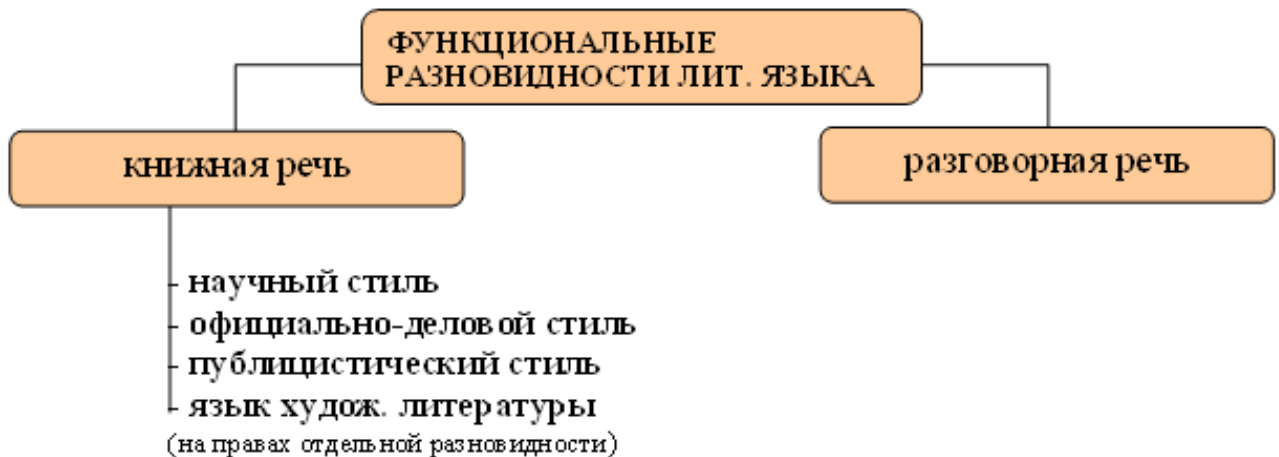 ФУНКЦИОНАЛЬНЫЕ
РАЗНОВИДНОСТИ ЛИТ. ЯЗЫКА
книжная речь
разговорная речь
- научный стиль
- официально-деловой стиль
- публицистический стиль
- язык худож. литературы
(на правах отдельной разновидности)